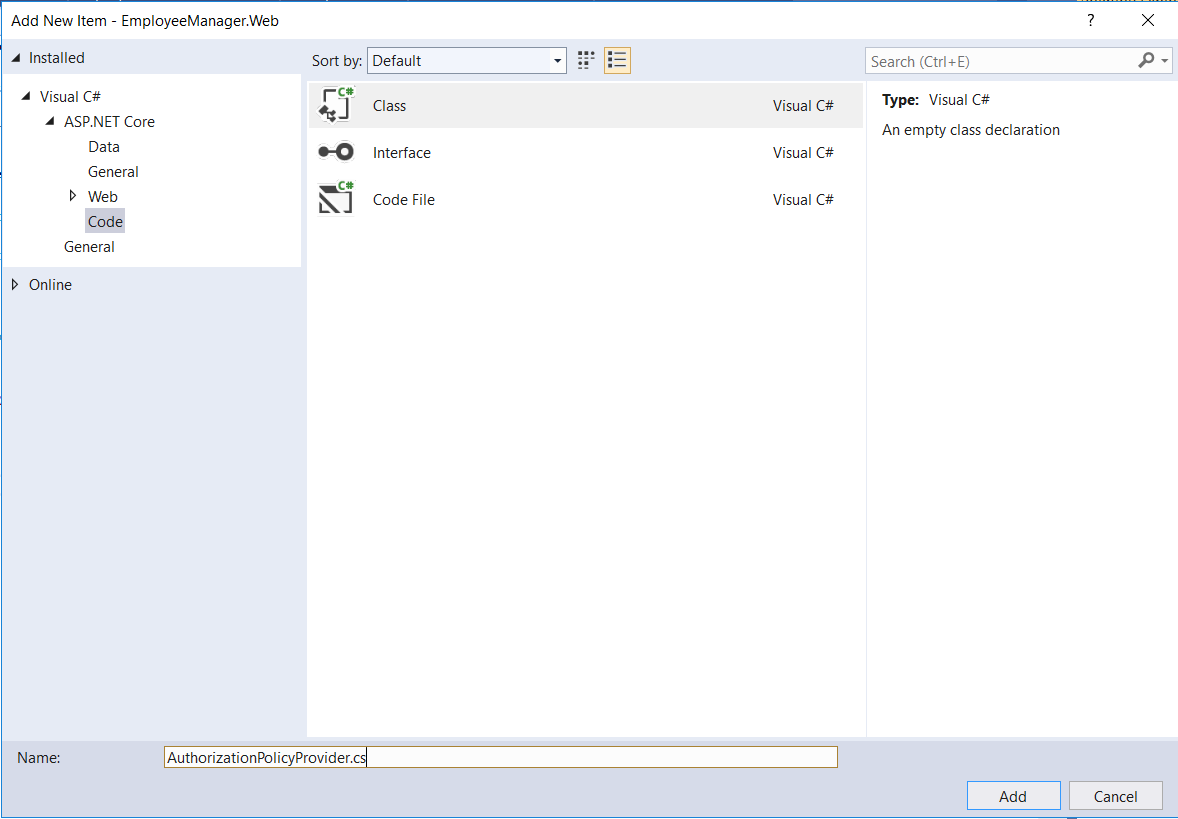 Add New Item - EmployeeManager.Web
?
Installed
Sort by: Default
Search (Ctrl+E)
Visual C#
ASP.NET Core
Data
General
Web
Code
General
Online
C#
Class
Visual C#
Interface
Visual C#
C#
Code File
Visual C#
Type: Visual C#
An empty class declaration
Name: AuthorizationPolicyProvider.cs
Add
Cancel